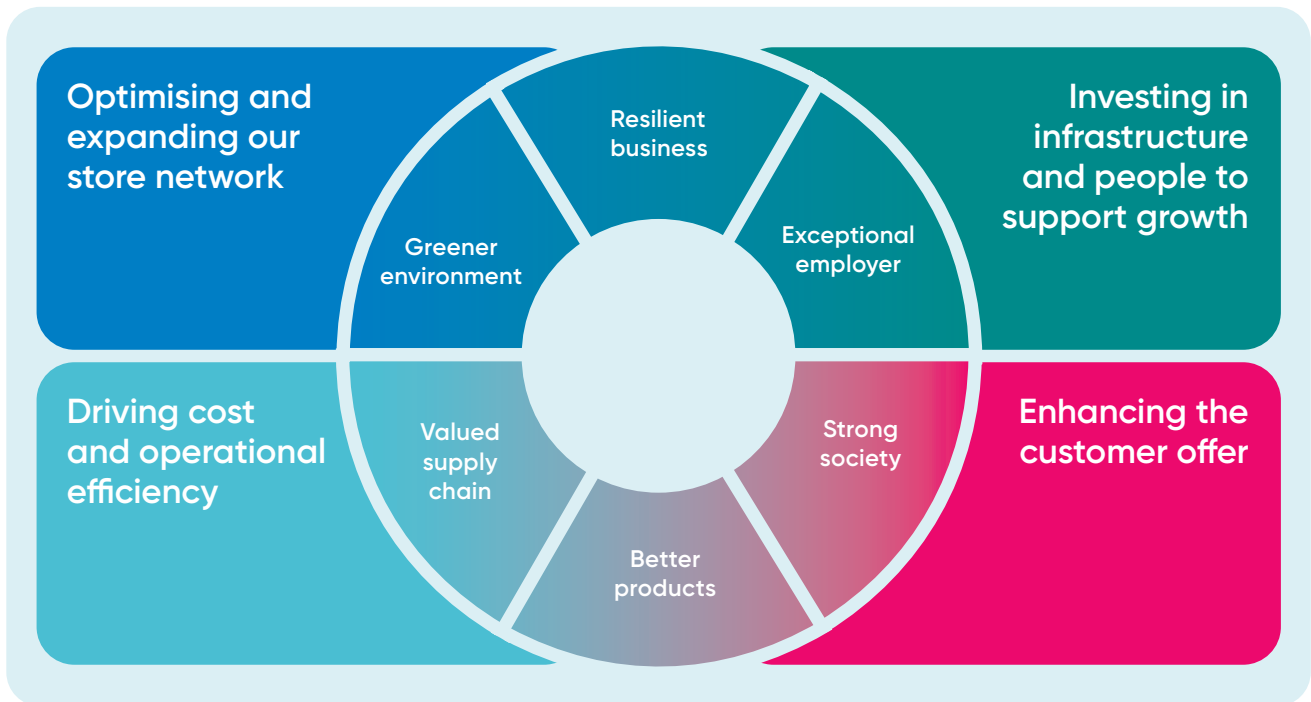 Optimising and
expanding our
store network
Investing in
infrastructure
and people to
support growth
Resilient
business
Exceptional
employer
Greener
environment
Valued
supply
chain
Strong
society
Better
products
Driving cost
and operational
efficiency
Enhancing the
customer offer